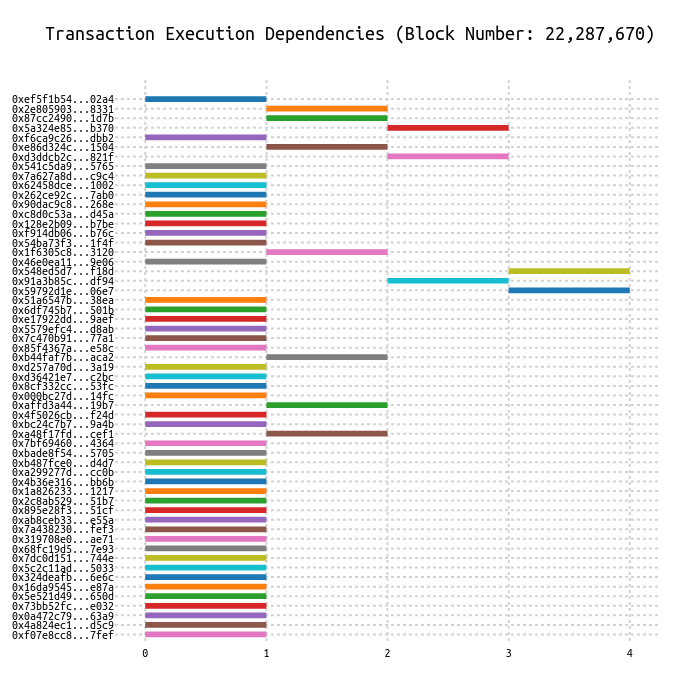 Transaction Execution Dependencies (Block Number: 22,287,670)
0xef5f1b54...02a4
0x2e805903...8331
0x87cc2490...1d7b
0x5a324e85...b370
0xf6ca9c26...dbb2
0xe86d324c...1504
0xd3ddcb2c...821f
0x541c5da9...5765
0x7a627a8d...c9c4
0x62458dce...1002
0x262ce92c...7ab0
0x90dac9c8...268e
0xc8d0c53a...d45a
0x128e2b09...b7be
0xf914db06...b76c
0x54ba73f3...1f4f
0x1f6305c8...3120
0x46e0ea11...9e06
0x548ed5d7...f18d
0x91a3b85c...df94
0x59792d1e...06e7
0x51a6547b...38ea
0x6df745b7...501b
0xe17922dd...9aef
0x5579efc4...d8ab
0x7c470b91...77a1
0x85f4367a...e58c
0xb44faf7b...aca2
0xd257a70d...3a19
0xd36421e7...c2bc
0x8cf332cc...53fc
0x000bc27d...14fc
0xaffd3a44...19b7
0x4f5026cb...f24d
0xbc24c7b7...9a4b
0xa48f17fd...cef1
0x7bf69460...4364
0xbade8f54...5705
0xb487fce0...d4d7
0xa299277d...cc0b
0x4b36e316...bb6b
0x1a826233...1217
0x2c8ab529...51b7
0x895e28f3...51cf
0xab8ceb33...e55a
0x7a438230...fef3
0x319708e0...ae71
0x68fc19d5...7e93
0x7dc0d151...744e
0x5c2c11ad...5033
0x324deafb...6e6c
0x16da9545...e87a
0x5e521d49...650d
0x73bb52fc...e032
0x0a472c79...63a9
0x4a824ec1...d5c9
0xf07e8cc8...7fef
0 1 2 3 4